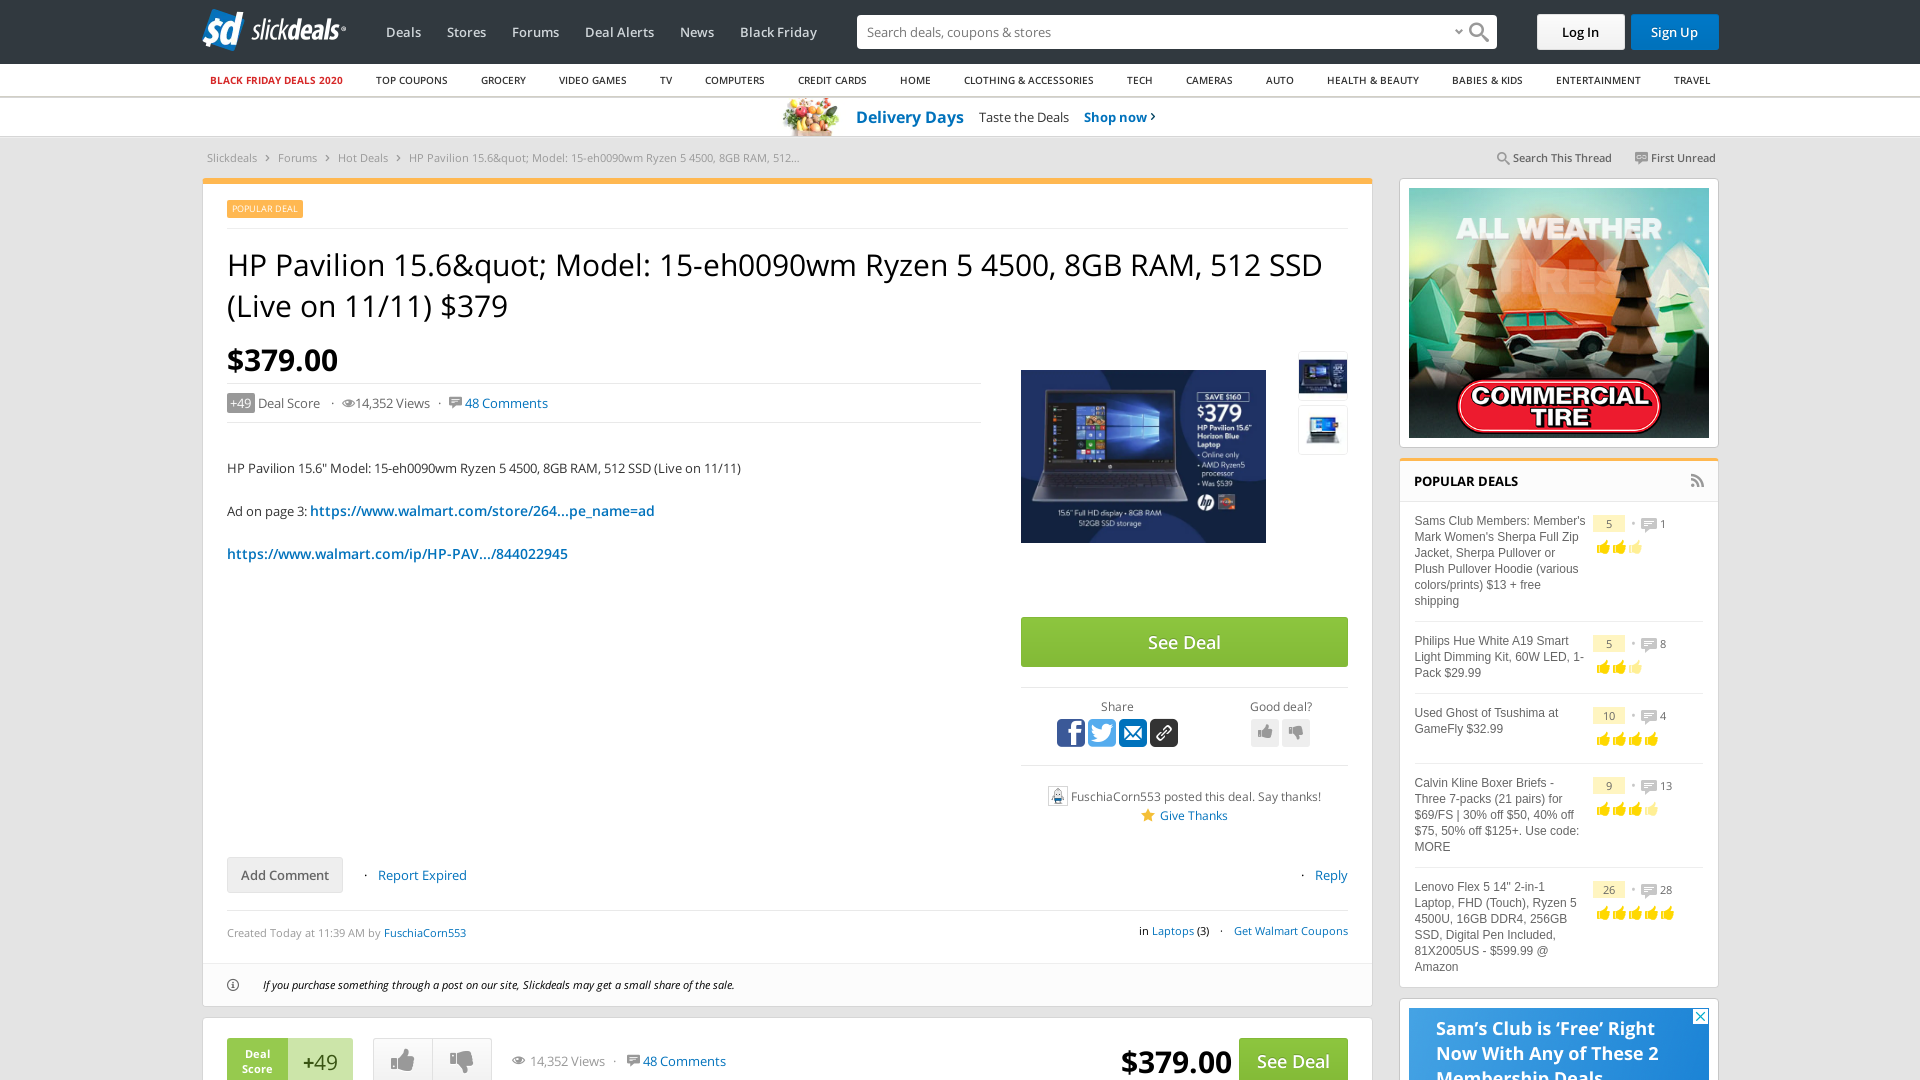 slickdeals
Deals Stores Forums Deal Alerts News Black Friday
Search deals, coupons & stores
Log In Sign Up
BLACK FRIDAY DEALS 2020 TOP COUPONS GROCERY VIDEO GAMES TV COMPUTERS CREDIT CARDS HOME CLOTHING & ACCESSORIES TECH CAMERAS AUTO HEALTH & BEAUTY BABIES & KIDS ENTERTAINMENT TRAVEL
Delivery Days Taste the Deals Shop now ›
Slickdeals › Forums › Hot Deals › HP Pavilion 15.6&quot; Model: 15-eh0090wm Ryzen 5 4500, 8GB RAM, 512...
Search This Thread First Unread
POPULAR DEAL
HP Pavilion 15.6&quot; Model: 15-eh0090wm Ryzen 5 4500, 8GB RAM, 512 SSD
(Live on 11/11) $379
$379.00
+49 Deal Score · 14,352 Views · 48 Comments
HP Pavilion 15.6" Model: 15-eh0090wm Ryzen 5 4500, 8GB RAM, 512 SSD (Live on 11/11)
Ad on page 3: https://www.walmart.com/store/264...pe_name=ad
https://www.walmart.com/ip/HP-PAV.../844022945
SAVE $160
$379
HP Pavilion 15.6"
Horizon Blue
Laptop
• Online only
• AMD Ryzen5
processor
• Was $539
hp
15.6" Full HD display • 8GB RAM
512GB SSD storage
See Deal
Share
Good deal?
FuschiaCorn553 posted this deal. Say thanks!
Give Thanks
Add Comment · Report Expired
· Reply
Created Today at 11:39 AM by FuschiaCorn553
in Laptops (3) · Get Walmart Coupons
If you purchase something through a post on our site, Slickdeals may get a small share of the sale.
Deal
Score
+49
14,352 Views · 48 Comments
$379.00 See Deal
ALL WEATHER
TIRES
COMMERCIAL
TIRE
POPULAR DEALS
Sams Club Members: Member's
Mark Women's Sherpa Full Zip
Jacket, Sherpa Pullover or
Plush Pullover Hoodie (various
colors/prints) $13 + free
shipping
5 • 1
Philips Hue White A19 Smart
Light Dimming Kit, 60W LED, 1-
Pack $29.99
5 • 8
Used Ghost of Tsushima at
GameFly $32.99
10 • 4
Calvin Kline Boxer Briefs -
Three 7-packs (21 pairs) for
$69/FS | 30% off $50, 40% off
$75, 50% off $125+. Use code:
MORE
9 • 13
Lenovo Flex 5 14" 2-in-1
Laptop, FHD (Touch), Ryzen 5
4500U, 16GB DDR4, 256GB
SSD, Digital Pen Included,
81X2005US - $599.99 @
Amazon
26 • 28
Sam's Club is 'Free' Right
Now With Any of These 2
Membership Deals